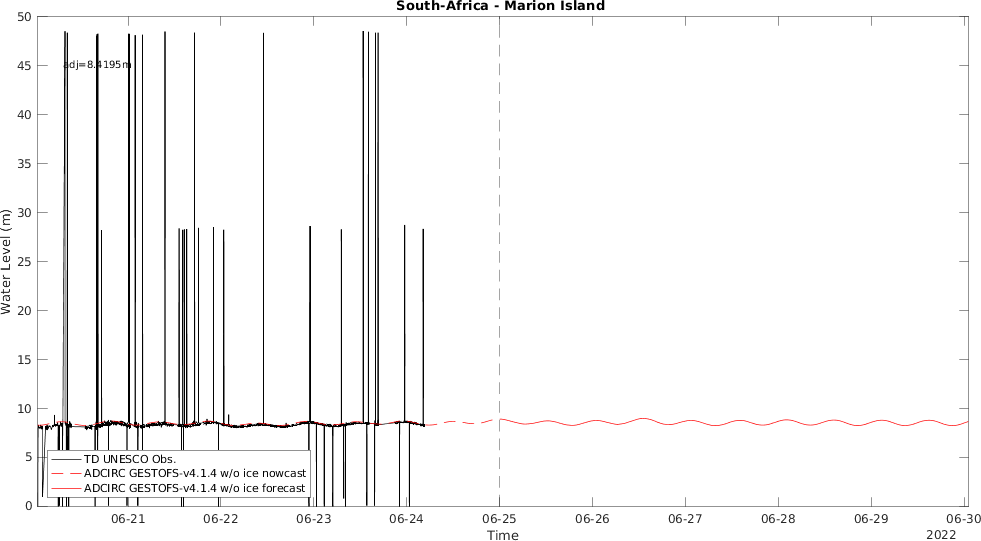 South-Africa - Marion Island
50
45
40
35
30
25
20
15
10
5
0
Water Level (m)
adj=8.4195m
TD UNESCO Obs.
ADCIRC GESTOFS-v4.1.4 w/o ice nowcast
ADCIRC GESTOFS-v4.1.4 w/o ice forecast
06-21 06-22 06-23 06-24 06-25 06-26 06-27 06-28 06-29 06-30
Time
2022